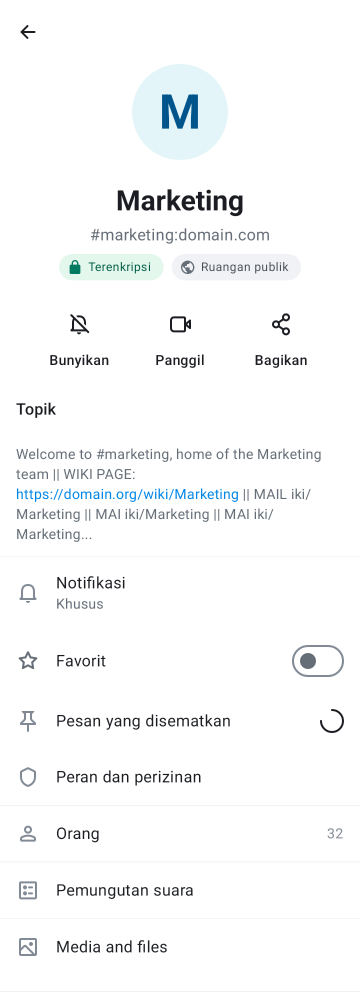 M
Marketing
#marketing:domain.com
Terenkripsi
Ruangan publik
Bunyikan
Panggil
Bagikan
Topik
Welcome to #marketing, home of the Marketing
team || WIKI PAGE:
https://domain.org/wiki/Marketing || MAIL iki/
Marketing || MAI iki/Marketing || MAI iki/
Marketing...
Notifikasi
Khusus
Favorit
Pesan yang disematkan
Peran dan perizinan
Orang
32
Pemungutan suara
Media and files